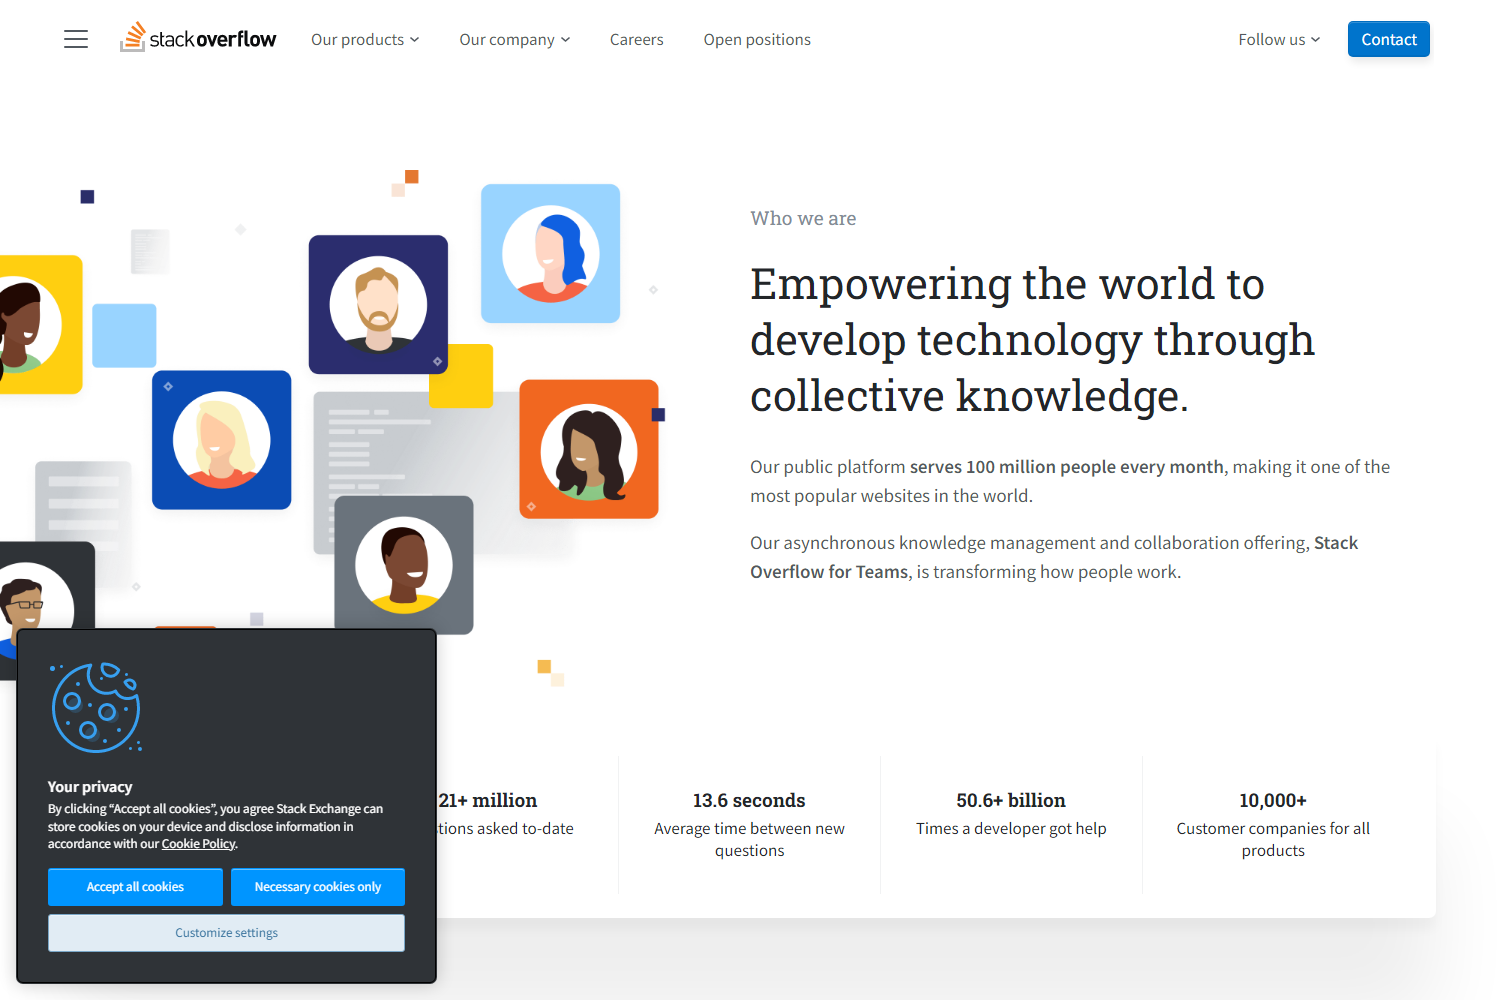 stackoverflow
Our products
Our company
Careers
Open positions
Follow us
Contact
Who we are
Empowering the world to
develop technology through
collective knowledge.
Our public platform serves 100 million people every month, making it one of the
most popular websites in the world.
Our asynchronous knowledge management and collaboration offering, Stack
Overflow for Teams, is transforming how people work.
21+ million
tions asked to-date
13.6 seconds
Average time between new
questions
50.6+ billion
Times a developer got help
10,000+
Customer companies for all
products
Your privacy
By clicking “Accept all cookies”, you agree Stack Exchange can
store cookies on your device and disclose information in
accordance with our Cookie Policy.
Accept all cookies
Necessary cookies only
Customize settings